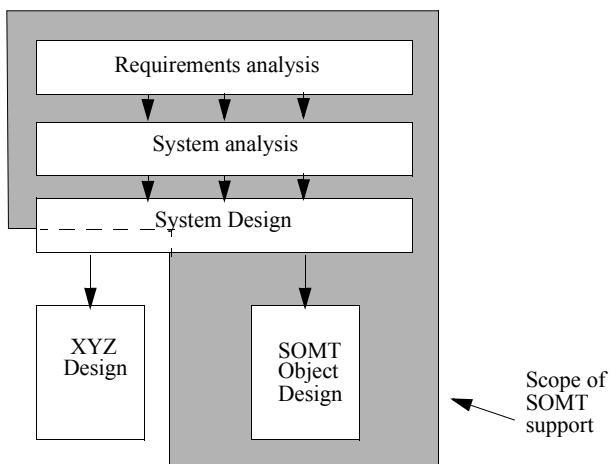 Requirements analysis
System analysis
System Design
XYZ
Design
SOMT
Object
Design
Scope of
SOMT
support